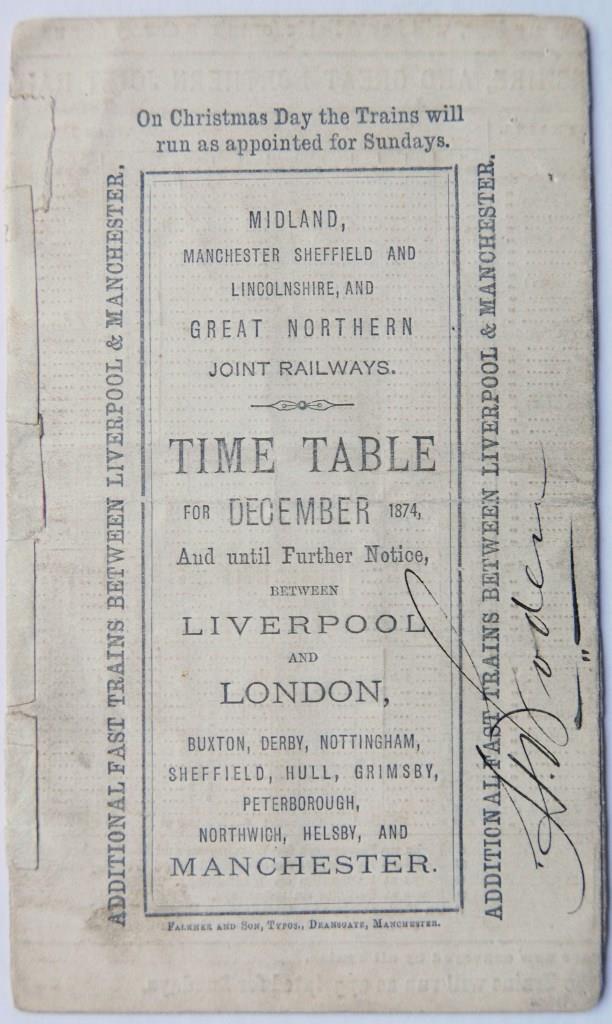 On Christmas Day the Trains will
run as appointed for Sundays.
ADDITIONAL FAST TRAINS BETWEEN LIVERPOOL & MANCHESTER.
MIDLAND,
MANCHESTER SHEFFIELD AND
LINCOLNSHIRE, AND
GREAT NORTHERN
JOINT RAILWAYS.
TIME TABLE
FOR DECEMBER 1874,
And until Further Notice,
BETWEEN
LIVERPOOL
AND
LONDON,
BUXTON, DERBY, NOTTINGHAM,
SHEFFIELD, HULL, GRIMSBY,
PETERBOROUGH,
NORTHWICH, HELSBY, AND
MANCHESTER.
ADDITIONAL FAST TRAINS BETWEEN LIVERPOOL & MANCHESTER.
H. Boden
FALKNER AND SON, TYPOS., DEANSGATE, MANCHESTER.